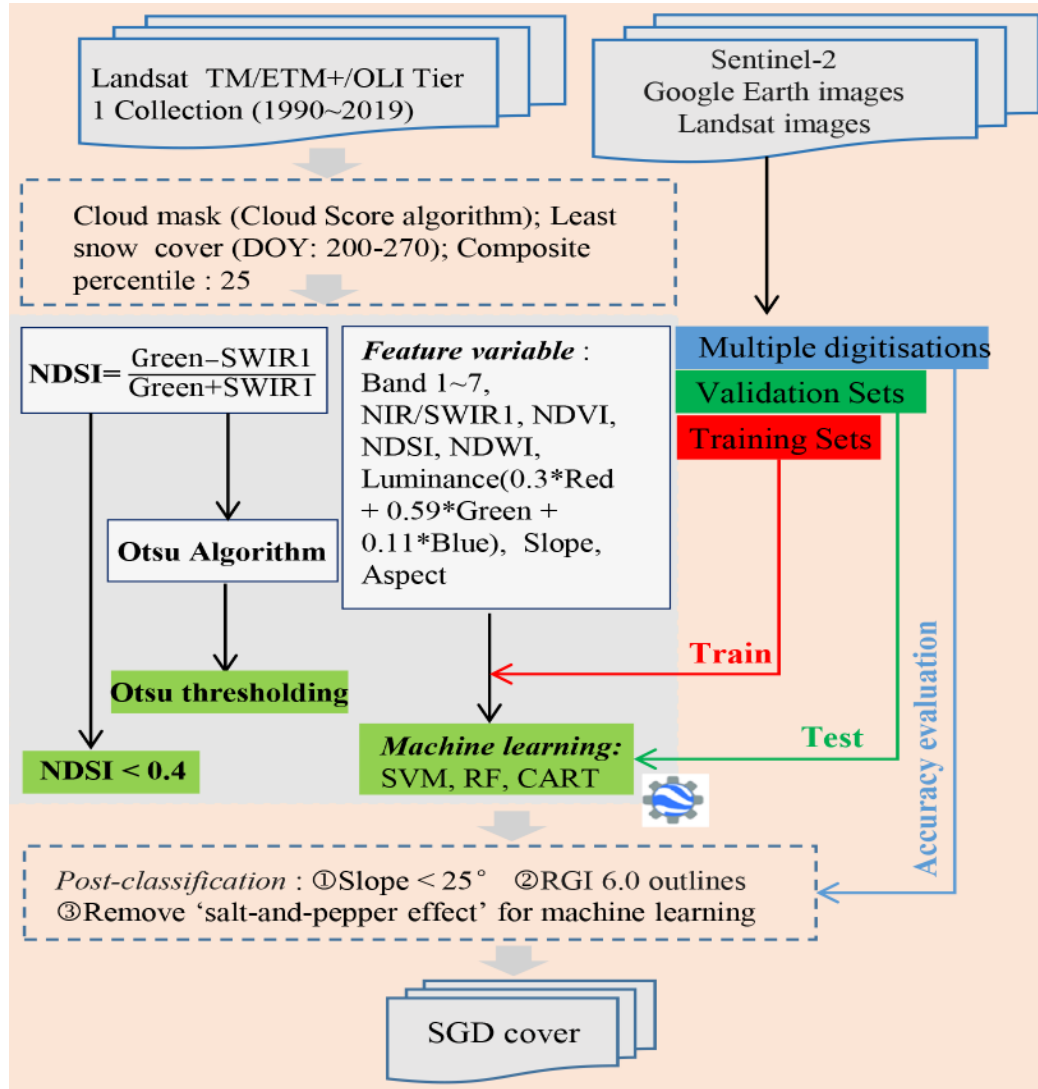 Landsat TM/ETM+/OLI Tier
1 Collection (1990~2019)
Sentinel-2
Google Earth images
Landsat images
Cloud mask (Cloud Score algorithm); Least
snow cover (DOY: 200-270); Composite
percentile : 25
NDSI= Green−SWIR1
Green+SWIR1
Otsu Algorithm
Otsu thresholding
NDSI < 0.4
Feature variable :
Band 1~7,
NIR/SWIR1, NDVI,
NDSI, NDWI,
Luminance(0.3*Red
+ 0.59*Green +
0.11*Blue), Slope,
Aspect
Multiple digitisations
Validation Sets
Training Sets
Train
Test
Accuracy evaluation
Machine learning:
SVM, RF, CART
Post-classification : ①Slope < 25° ②RGI 6.0 outlines
③Remove ‘salt-and-pepper effect’ for machine learning
SGD cover